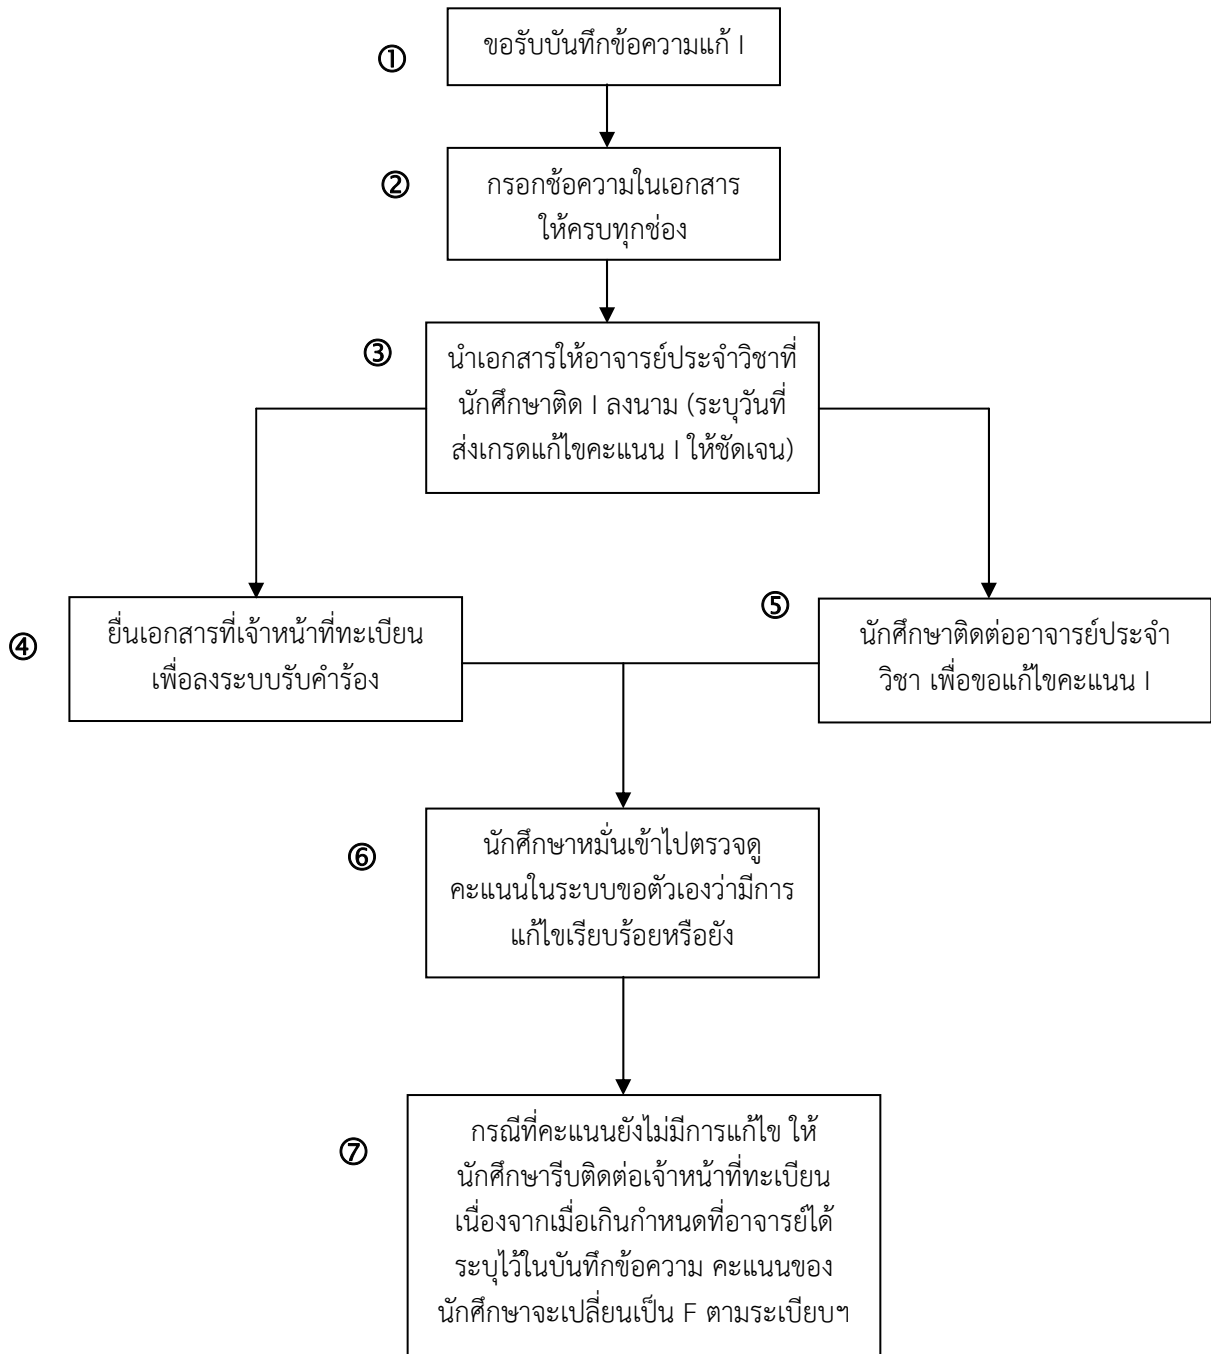 ①
ขอรับบันทึกข้อความแก้ I
②
กรอกช้อความในเอกสาร
ให้ครบทุกช่อง
③
นำเอกสารให้อาจารย์ประจำวิชาที่
นักศึกษาติด I ลงนาม (ระบุวันที่
ส่งเกรดแก้ไขคะแนน I ให้ชัดเจน)
④
ยื่นเอกสารที่เจ้าหน้าที่ทะเบียน
เพื่อลงระบบรับคำร้อง
⑤
นักศึกษาติดต่ออาจารย์ประจำ
วิชา เพื่อขอแก้ไขคะแนน I
⑥
นักศึกษาหมั่นเข้าไปตรวจดู
คะแนนในระบบขอตัวเองว่ามีการ
แก้ไขเรียบร้อยหรือยัง
⑦
กรณีที่คะแนนยังไม่มีการแก้ไข ให้
นักศึกษารีบติดต่อเจ้าหน้าที่ทะเบียน
เนื่องจากเมื่อเกินกำหนดที่อาจารย์ได้
ระบุไว้ในบันทึกข้อความ คะแนนของ
นักศึกษาจะเปลี่ยนเป็น F ตามระเบียบฯ